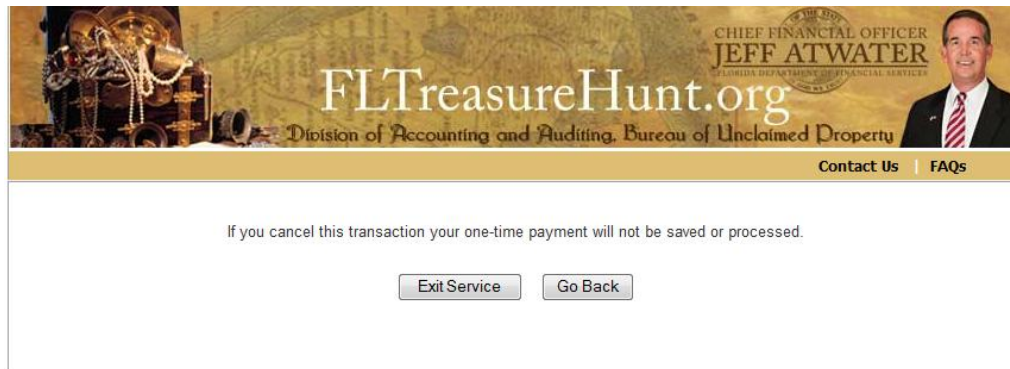 CHIEF FINANCIAL OFFICER
JEFF ATWATER
FLORIDA DEPARTMENT OF FINANCIAL SERVICES
FLTreasureHunt.org
Division of Accounting and Auditing, Bureau of Unclaimed Property
Contact Us | FAQs
If you cancel this transaction your one-time payment will not be saved or processed.
Exit Service Go Back